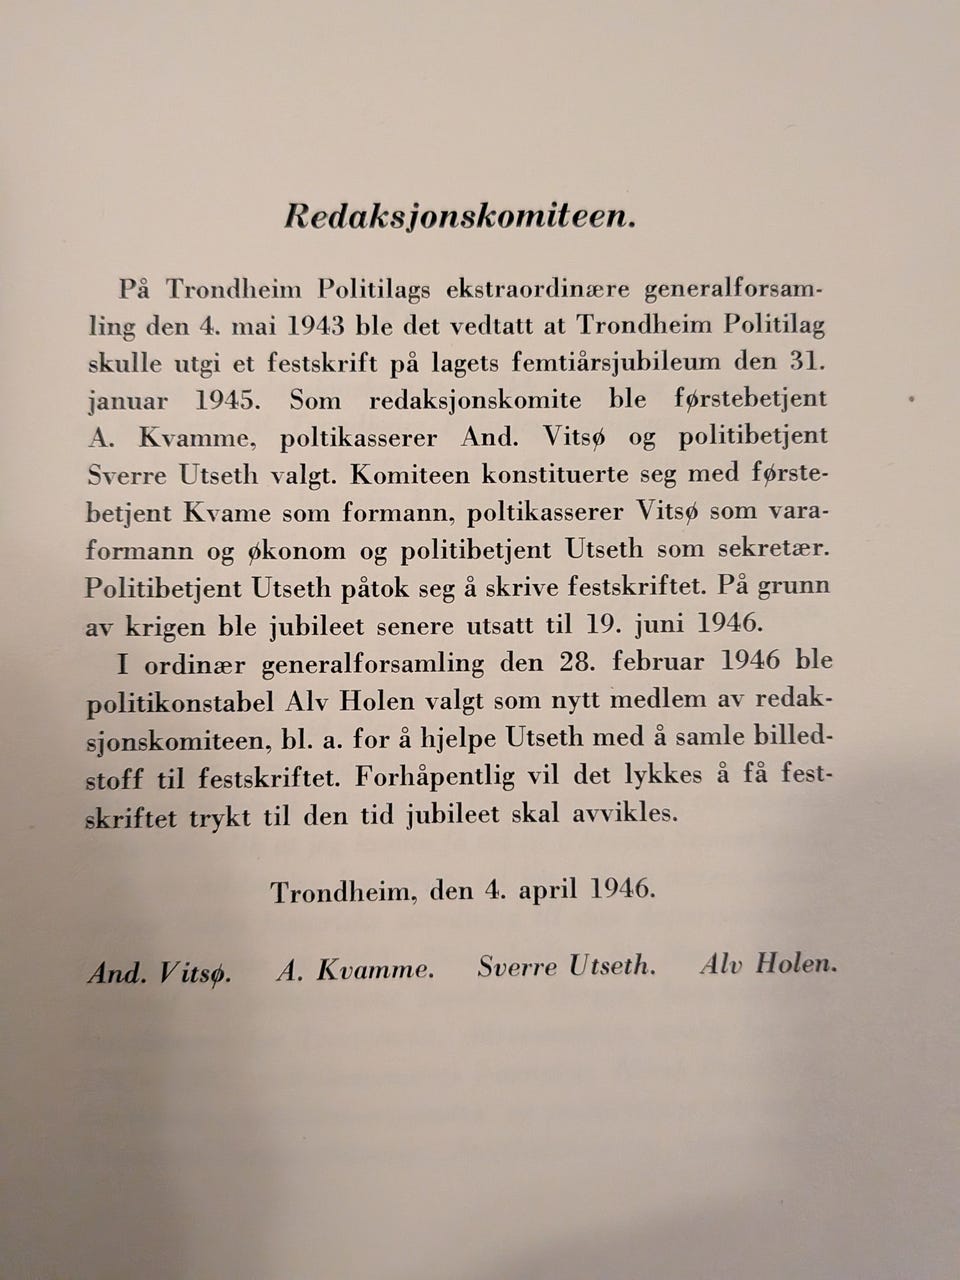 Redaksjonskomiteen.
På Trondheim Politilags ekstraordinære generalforsam-
ling den 4. mai 1943 ble det vedtatt at Trondheim Politilag
skulle utgi et festskrift på lagets femtiårsjubileum den 31.
januar 1945. Som redaksjonskomite ble førstebetjent
A. Kvamme, poltikasserer And. Vitsø og politibetjent
Sverre Utseth valgt. Komiteen konstituerte seg med første-
betjent Kvame som formann, poltikasserer Vitsø som vara-
formann og økonom og politibetjent Utseth som sekretær.
Politibetjent Utseth påtok seg å skrive festskriftet. På grunn
av krigen ble jubileet senere utsatt til 19. juni 1946.
I ordinær generalforsamling den 28. februar 1946 ble
politikonstabel Alv Holen valgt som nytt medlem av redak-
sjonskomiteen, bl. a. for å hjelpe Utseth med å samle billed-
stoff til festskriftet. Forhåpentlig vil det lykkes å få fest-
skriftet trykt til den tid jubileet skal avvikles.
Trondheim, den 4. april 1946.
And. Vitsø. A. Kvamme. Sverre Utseth. Alv Holen.